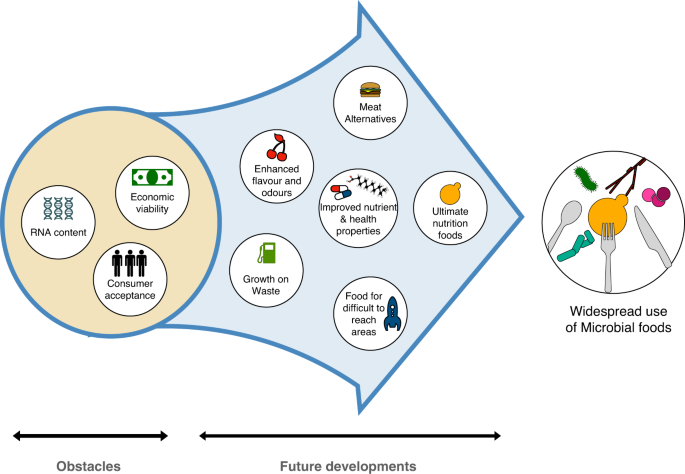 Meat
Alternatives
Enhanced
flavour and
odours
Economic
viability
Improved nutrient
& health
properties
Ultimate
nutrition
foods
RNA content
Consumer
acceptance
Growth on
Waste
Food for
difficult to
reach
areas
Widespread use
of Microbial foods
Obstacles
Future developments